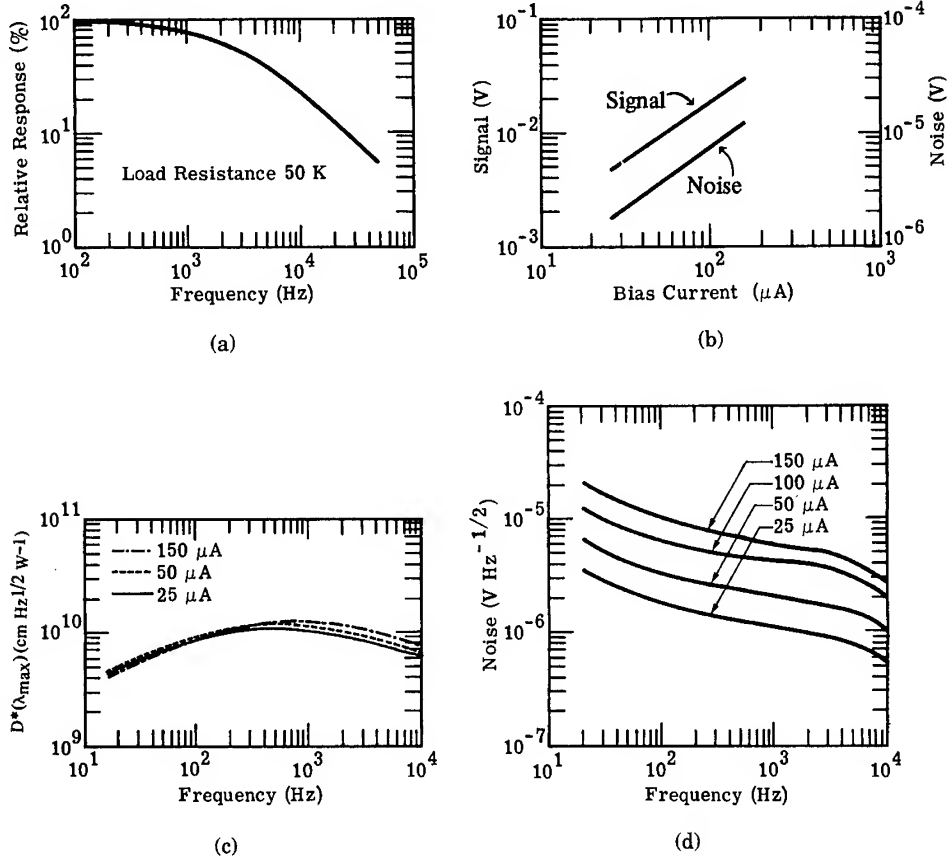 Relative Response (%)
10^2
10^1
10^0
Load Resistance 50 K
10^2
10^3
10^4
10^5
Frequency (Hz)
(a)
Signal (V)
10^-1
10^-2
10^-3
Signal
Noise
10^-4
10^-5
10^-6
Noise (V)
10^1
10^2
10^3
Bias Current (μA)
(b)
D*(λmax)(cm Hz^1/2 W^-1)
10^11
10^10
10^9
150 μA
50 μA
25 μA
10^1
10^2
10^3
10^4
Frequency (Hz)
(c)
Noise (V Hz^-1/2)
10^-4
10^-5
10^-6
10^-7
150 μA
100 μA
50 μA
25 μA
10^1
10^2
10^3
10^4
Frequency (Hz)
(d)